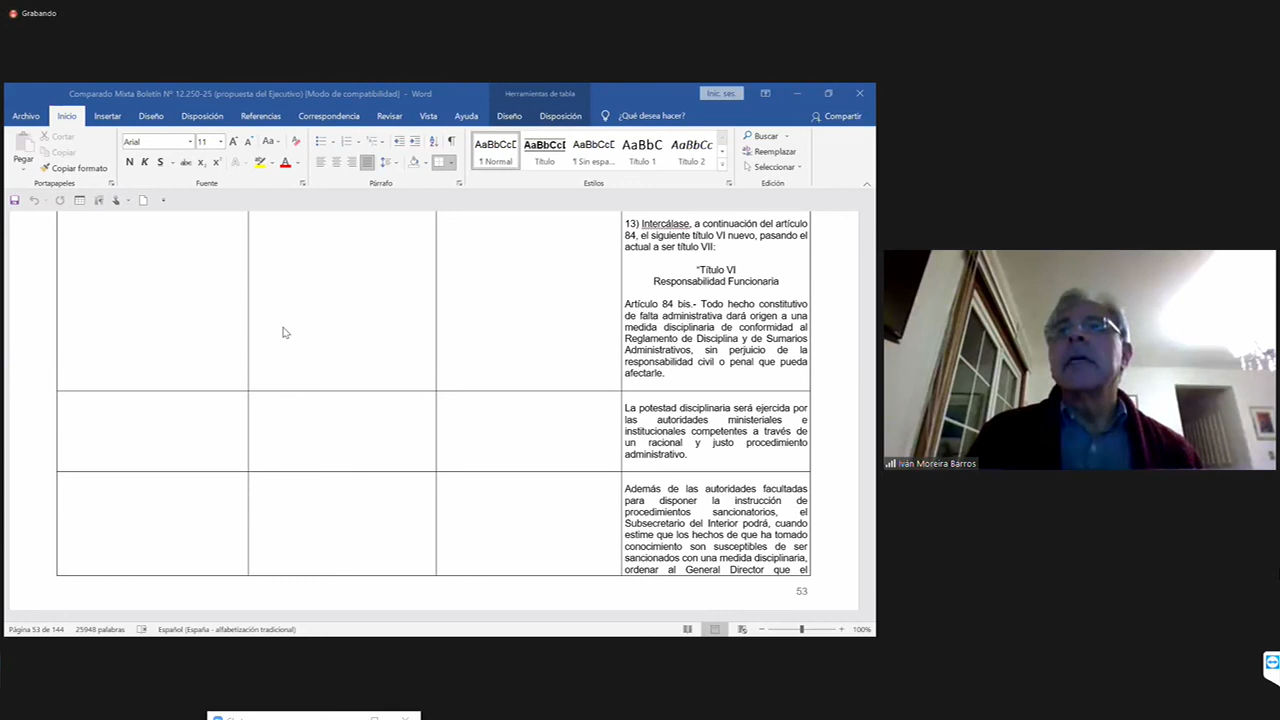 Grabando
Comparado Mixta Boletín Nº 12.250-25 (propuesta del Ejecutivo) [Modo de compatibilidad] - Word
Herramientas de tabla
Inic. ses.
Archivo Inicio Insertar Diseño Disposición Referencias Correspondencia Revisar Vista Ayuda Diseño Disposición ¿Qué desea hacer? Compartir
Pegar
Cortar
Copiar
Copiar formato
Portapapeles
Arial 11
N K S abc x₂ x²
Fuente
Párrafo
AaBbCcD AaBbCcD AaBbCcD AaBbC AaBbCc
¶ Normal Título ¶ Sin espa... Título 1 Título 2
Estilos
Buscar
Reemplazar
Seleccionar
Edición
13) Intercálase, a continuación del artículo
84, el siguiente título VI nuevo, pasando el
actual a ser título VII:
“Título VI
Responsabilidad Funcionaria
Artículo 84 bis.- Todo hecho constitutivo
de falta administrativa dará origen a una
medida disciplinaria de conformidad al
Reglamento de Disciplina y de Sumarios
Administrativos, sin perjuicio de la
responsabilidad civil o penal que pueda
afectarle.
La potestad disciplinaria será ejercida por
las autoridades ministeriales e
institucionales competentes a través de
un racional y justo procedimiento
administrativo.
Además de las autoridades facultadas
para disponer la instrucción de
procedimientos sancionatorios, el
Subsecretario del Interior podrá, cuando
estime que los hechos de que ha tomado
conocimiento son susceptibles de ser
sancionados con una medida disciplinaria,
ordenar al General Director que el
53
Página 53 de 144 25948 palabras Español (España - alfabetización tradicional) 100%
Iván Moreira Barros